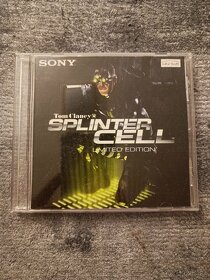 SONY
Tom Clancy's
SPLINTER
CELL
LIMITED EDITION